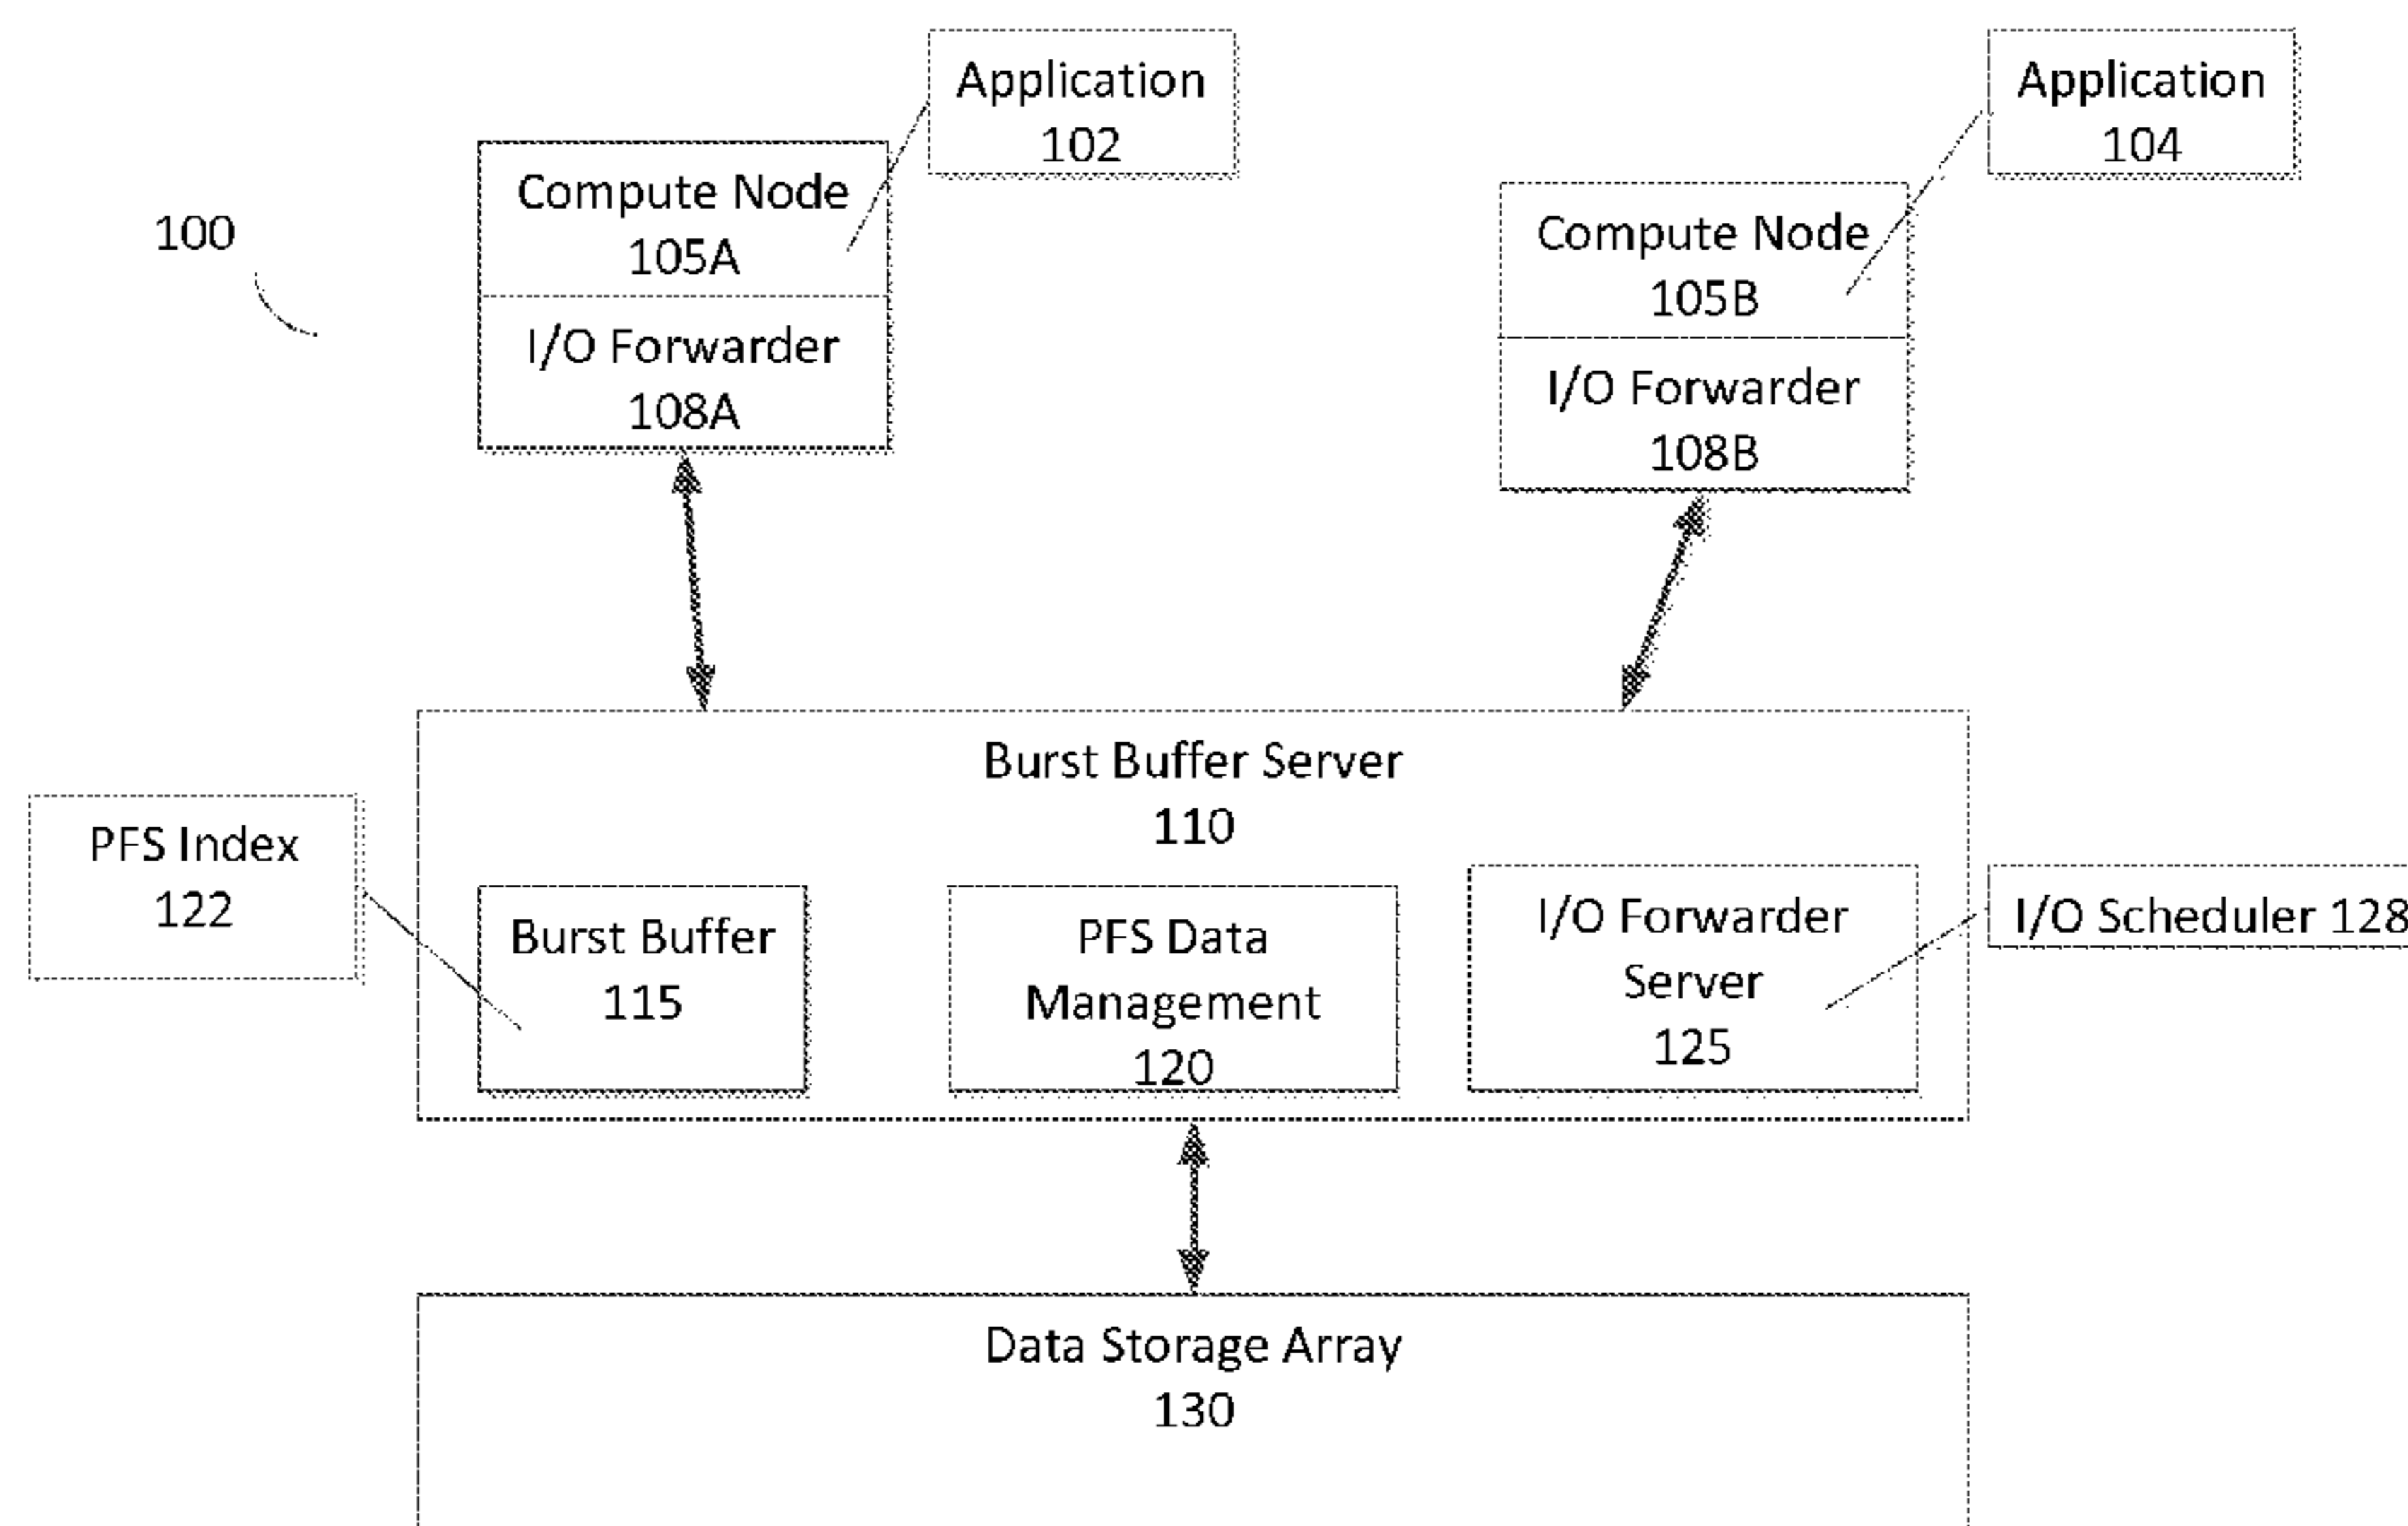 Application
102
Application
104
Compute Node
105A
I/O Forwarder
108A
100
Compute Node
105B
I/O Forwarder
108B
Burst Buffer Server
110
PFS Index
122
Burst Buffer
115
PFS Data
Management
120
I/O Forwarder
Server
125
I/O Scheduler 128
Data Storage Array
130